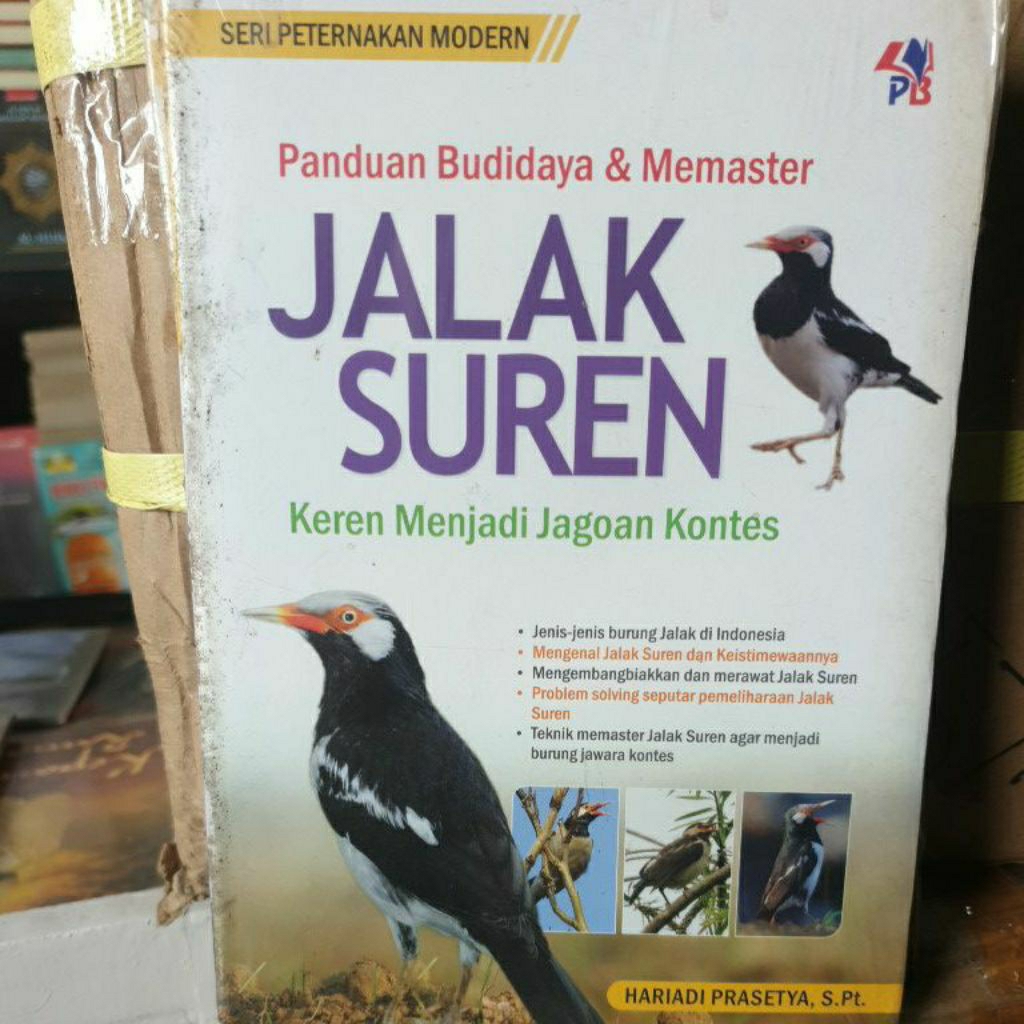 SERI PETERNAKAN MODERN
PB
Panduan Budidaya & Memaster
JALAK
SUREN
Keren Menjadi Jagoan Kontes
• Jenis-jenis burung Jalak di Indonesia
• Mengenal Jalak Suren dan Keistimewaannya
• Mengembangbiakkan dan merawat Jalak Suren
• Problem solving seputar pemeliharaan Jalak
Suren
• Teknik memaster Jalak Suren agar menjadi
burung jawara kontes
HARIADI PRASETYA, S.Pt.